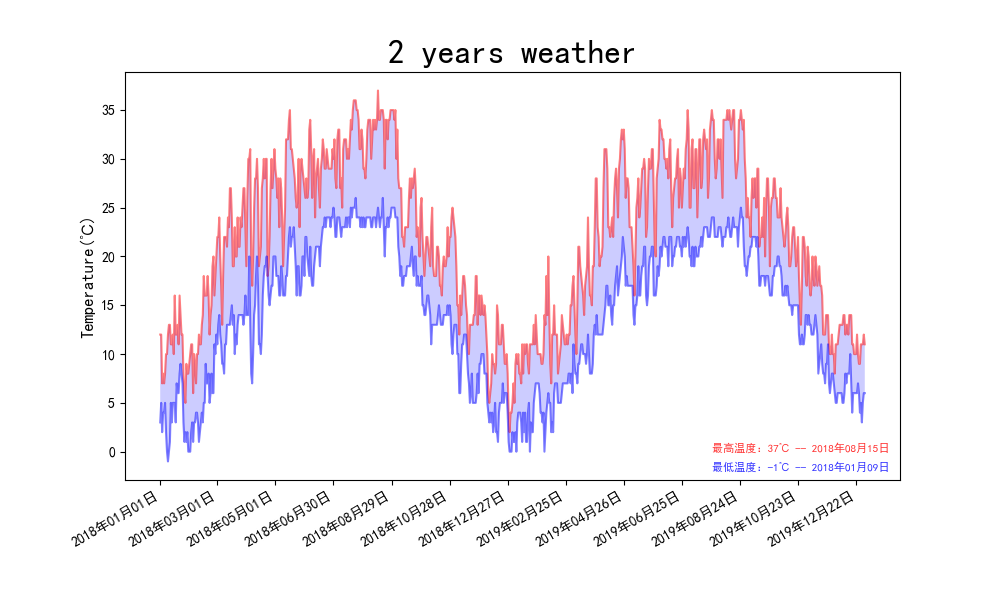 2 years weather
Temperature(℃)
35
30
25
20
15
10
5
0
最高温度: 37℃ -- 2018年08月15日
最低温度: -1℃ -- 2018年01月09日
2018年01月01日
2018年03月01日
2018年05月01日
2018年06月30日
2018年08月29日
2018年10月28日
2018年12月27日
2019年02月25日
2019年04月26日
2019年06月25日
2019年08月24日
2019年10月23日
2019年12月22日